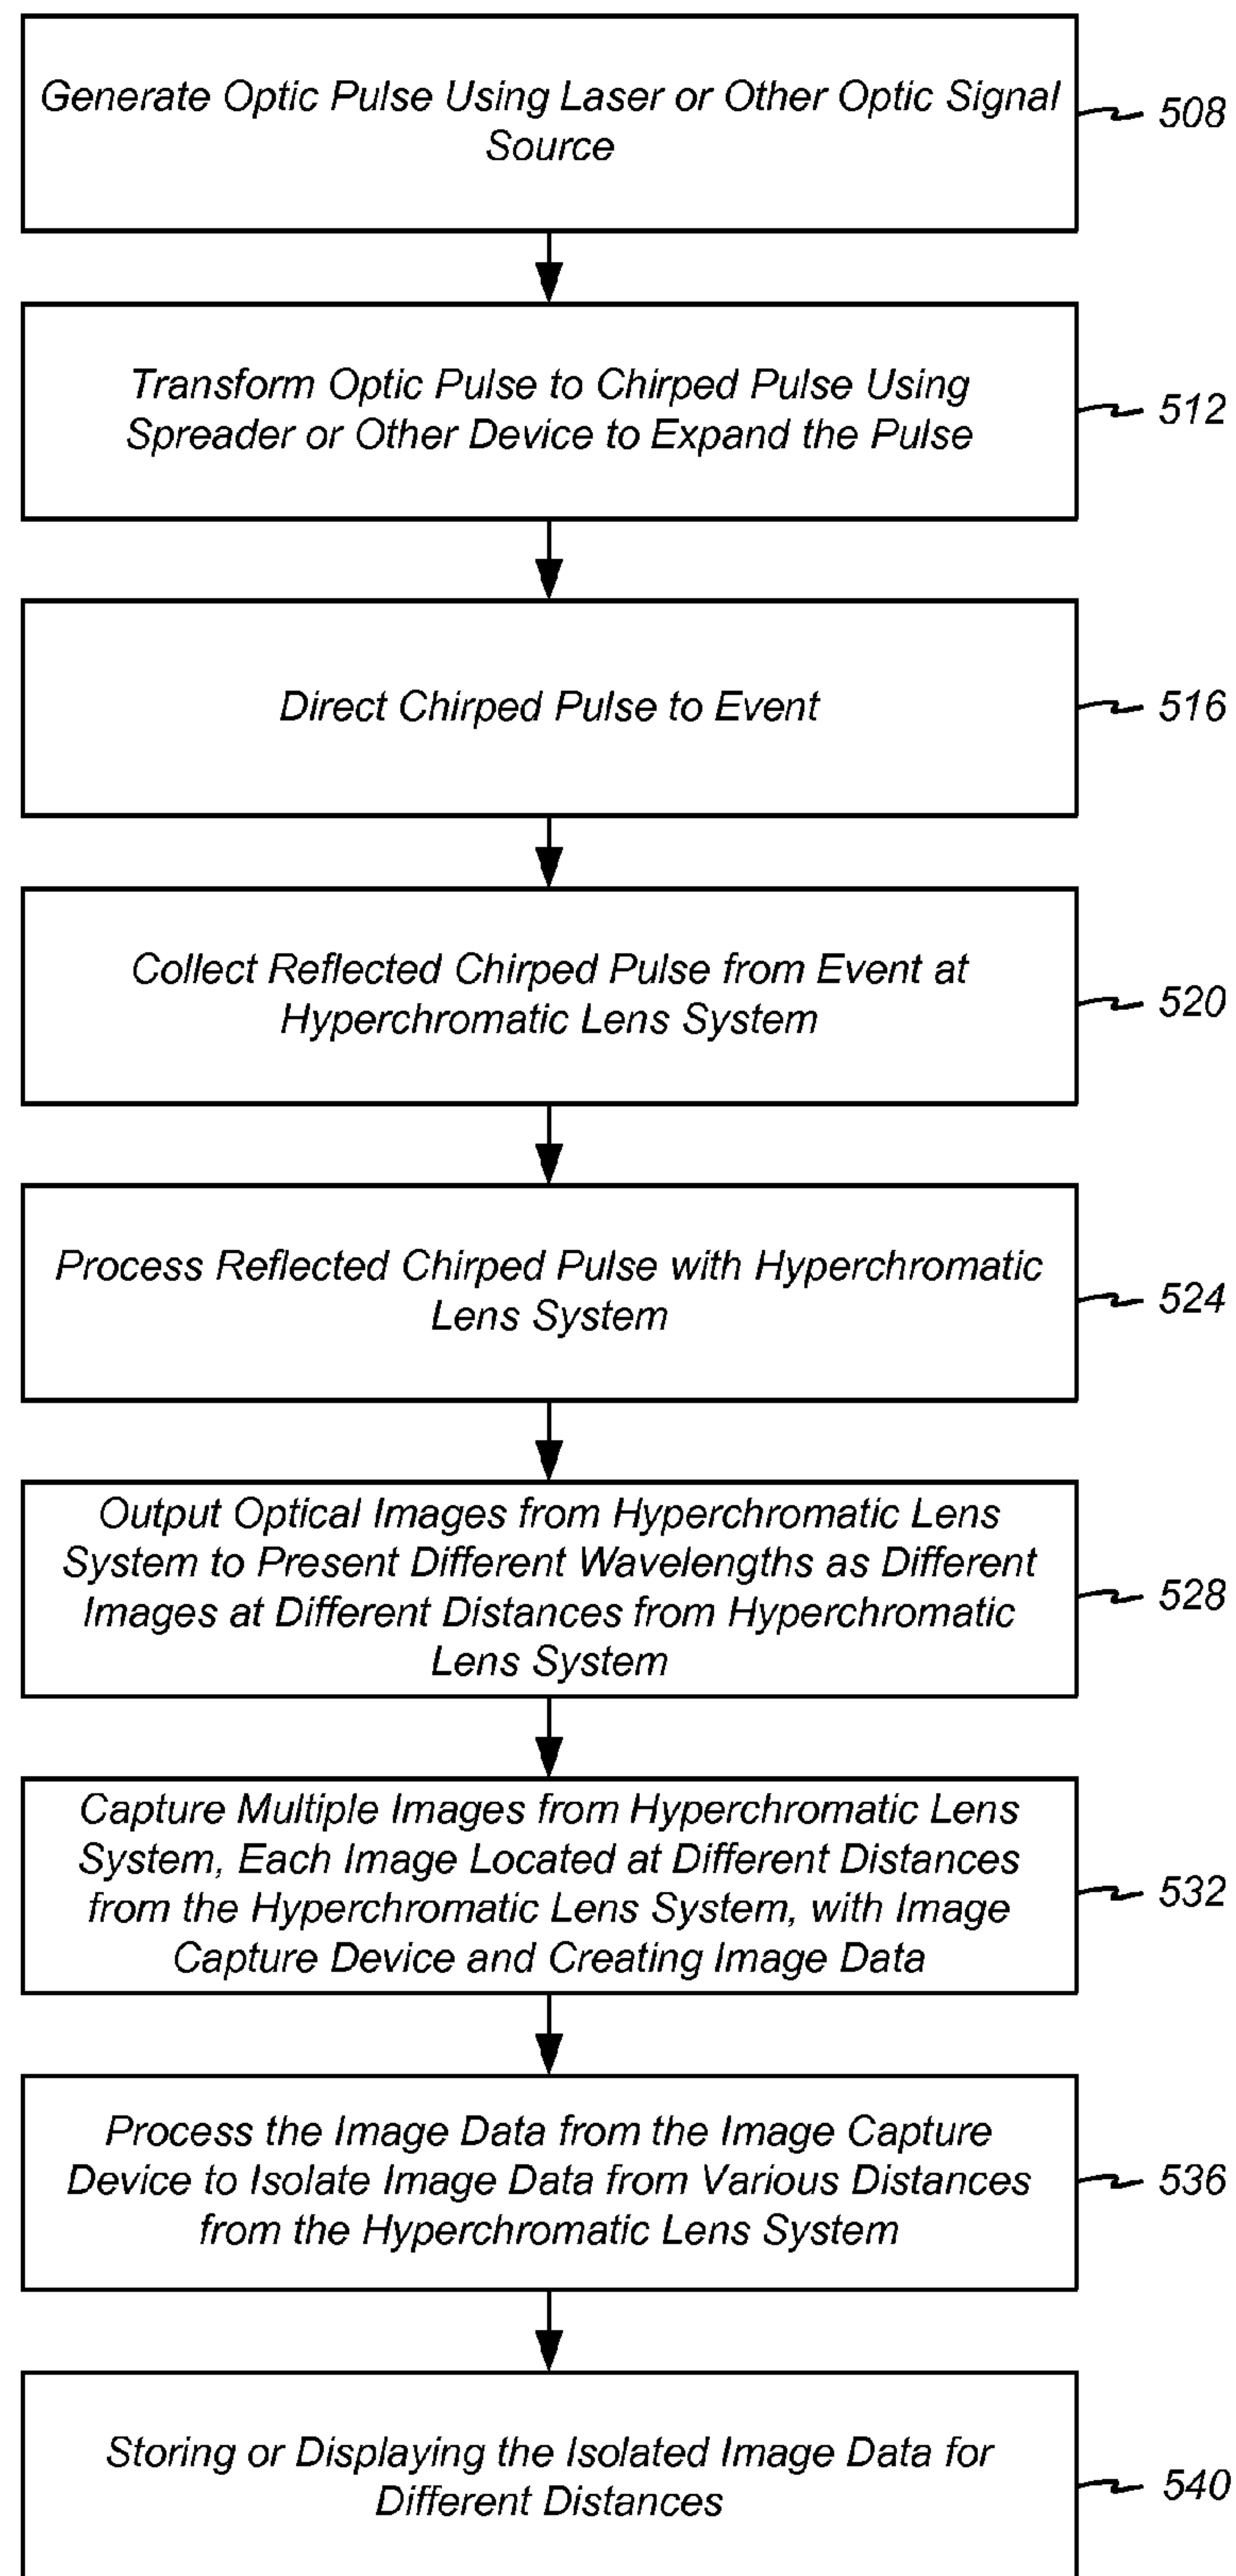 Generate Optic Pulse Using Laser or Other Optic Signal
Source
508
Transform Optic Pulse to Chirped Pulse Using
Spreader or Other Device to Expand the Pulse
512
Direct Chirped Pulse to Event
516
Collect Reflected Chirped Pulse from Event at
Hyperchromatic Lens System
520
Process Reflected Chirped Pulse with Hyperchromatic
Lens System
524
Output Optical Images from Hyperchromatic Lens
System to Present Different Wavelengths as Different
Images at Different Distances from Hyperchromatic
Lens System
528
Capture Multiple Images from Hyperchromatic Lens
System, Each Image Located at Different Distances
from the Hyperchromatic Lens System, with Image
Capture Device and Creating Image Data
532
Process the Image Data from the Image Capture
Device to Isolate Image Data from Various Distances
from the Hyperchromatic Lens System
536
Storing or Displaying the Isolated Image Data for
Different Distances
540